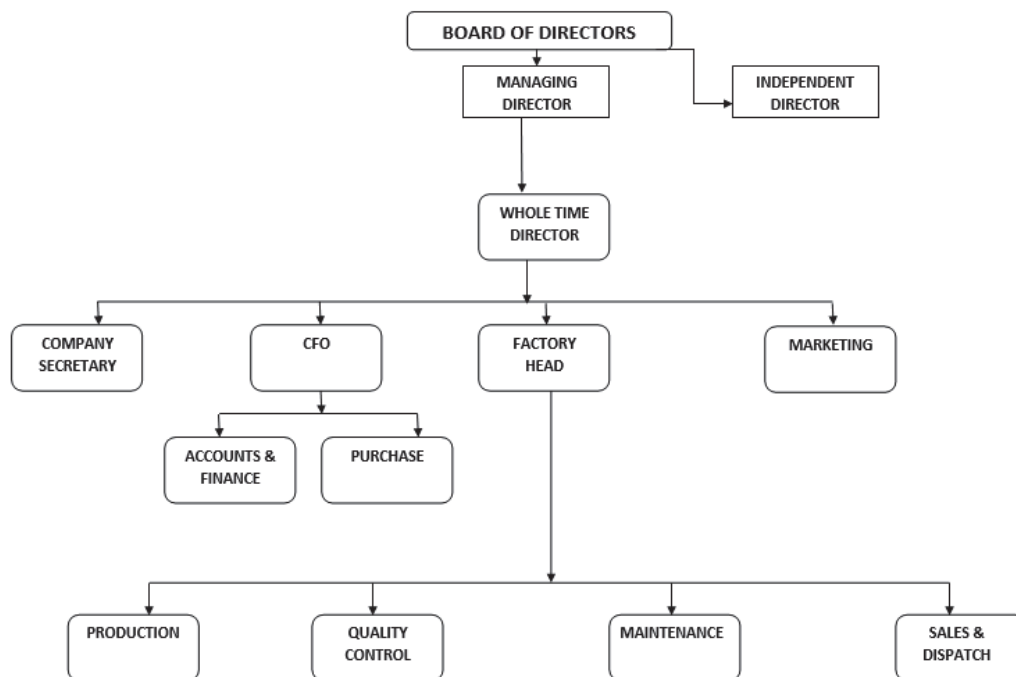 BOARD OF DIRECTORS
MANAGING
DIRECTOR
INDEPENDENT
DIRECTOR
WHOLE TIME
DIRECTOR
COMPANY
SECRETARY
CFO
FACTORY
HEAD
MARKETING
ACCOUNTS &
FINANCE
PURCHASE
PRODUCTION
QUALITY
CONTROL
MAINTENANCE
SALES &
DISPATCH